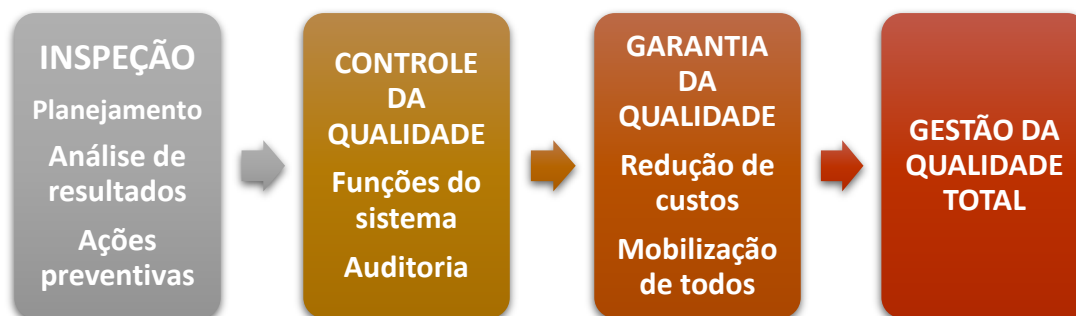 INSPEÇÃO
Planejamento
Análise de
resultados
Ações
preventivas
CONTROLE
DA
QUALIDADE
Funções do
sistema
Auditoria
GARANTIA
DA
QUALIDADE
Redução de
custos
Mobilização
de todos
GESTÃO DA
QUALIDADE
TOTAL